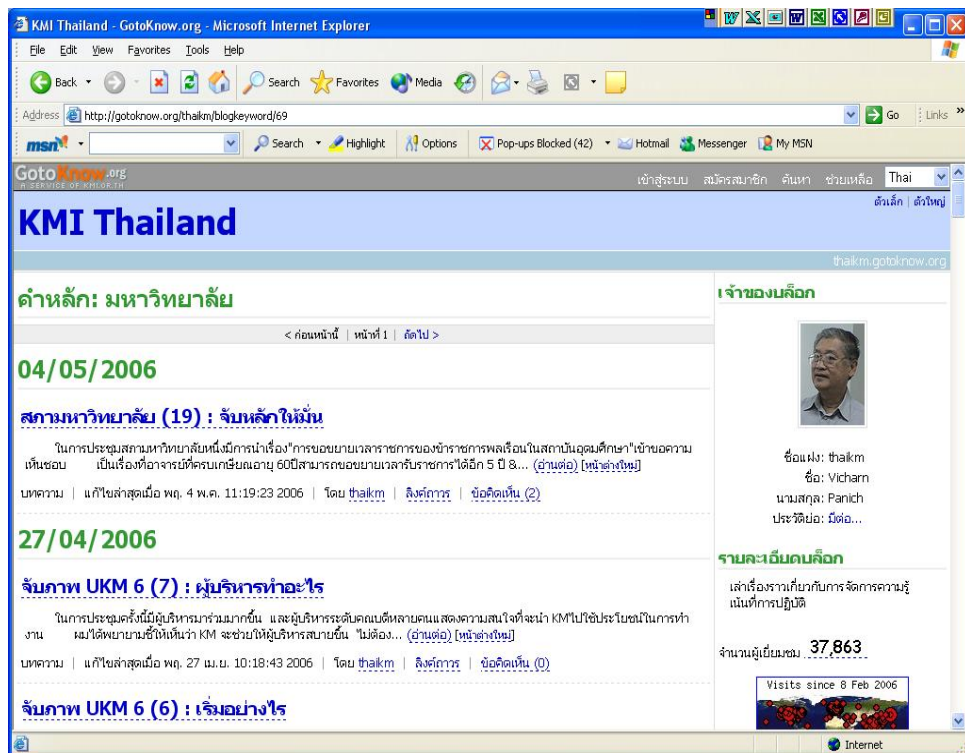 KMI Thailand - GotoKnow.org - Microsoft Internet Explorer
File Edit View Favorites Tools Help
Back Search Favorites Media
Address http://gotoknow.org/thaikm/blogkeyword/69 Go Links »
msn Search Highlight Options Pop-ups Blocked (42) Hotmail Messenger My MSN
GotoKnow.org เข้าสู่ระบบ สมัครสมาชิก ค้นหา ช่วยเหลือ Thai
A SERVICE OF KMI.OR.TH
ตัวเล็ก | ตัวใหญ่
KMI Thailand
thaikm.gotoknow.org
คำหลัก: มหาวิทยาลัย
< ก่อนหน้านี้ | หน้าที่ 1 | ถัดไป >
04/05/2006
สภามหาวิทยาลัย (19) : จับหลักให้มั่น
ในการประชุมสภามหาวิทยาลัยหนึ่งมีการนำเรื่อง"การขอขยายเวลาราชการของข้าราชการพลเรือนในสถาบันอุดมศึกษา"เข้าขอความ
เห็นชอบ เป็นเรื่องที่อาจารย์ที่ครบเกษียณอายุ 60ปีสามารถขอขยายเวลารับราชการได้อีก 5 ปี &... (อ่านต่อ) [หน้าต่างใหม่]
บทความ | แก้ไขล่าสุดเมื่อ พฤ. 4 พ.ค. 11:19:23 2006 | โดย thaikm | ลิงค์ถาวร | ข้อคิดเห็น (2)
27/04/2006
จับภาพ UKM 6 (7) : ผู้บริหารทำอะไร
ในการประชุมครั้งนี้มีผู้บริหารมาร่วมมากขึ้น และผู้บริหารระดับคณบดีหลายคนแสดงความสนใจที่จะนำ KMไปใช้ประโยชน์ในการทำ
งาน ผมได้พยายามชี้ให้เห็นว่า KM จะช่วยให้ผู้บริหารสบายขึ้น ไม่ต้อง... (อ่านต่อ) [หน้าต่างใหม่]
บทความ | แก้ไขล่าสุดเมื่อ พฤ. 27 เม.ย. 10:18:43 2006 | โดย thaikm | ลิงค์ถาวร | ข้อคิดเห็น (0)
จับภาพ UKM 6 (6) : เริ่มอย่างไร
เจ้าของบล็อก
ชื่อแฝง: thaikm
ชื่อ: Vicharn
นามสกุล: Panich
ประวัติย่อ: มีต่อ...
รายละเอียดบล็อก
เล่าเรื่องราวเกี่ยวกับการจัดการความรู้
เน้นที่การปฏิบัติ
จำนวนผู้เยี่ยมชม 37,863
Visits since 8 Feb 2006
Internet